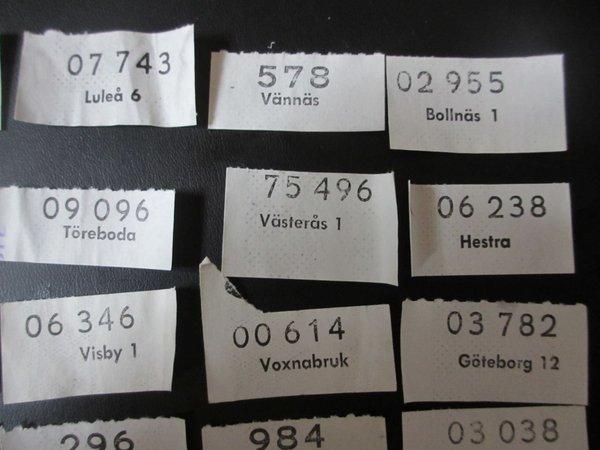 07 743
Luleå 6
578
Vännäs
02 955
Bollnäs 1
09 096
Töreboda
75 496
Västerås 1
06 238
Hestra
06 346
Visby 1
00 614
Voxnabruk
03 782
Göteborg 12
296
984
03 038